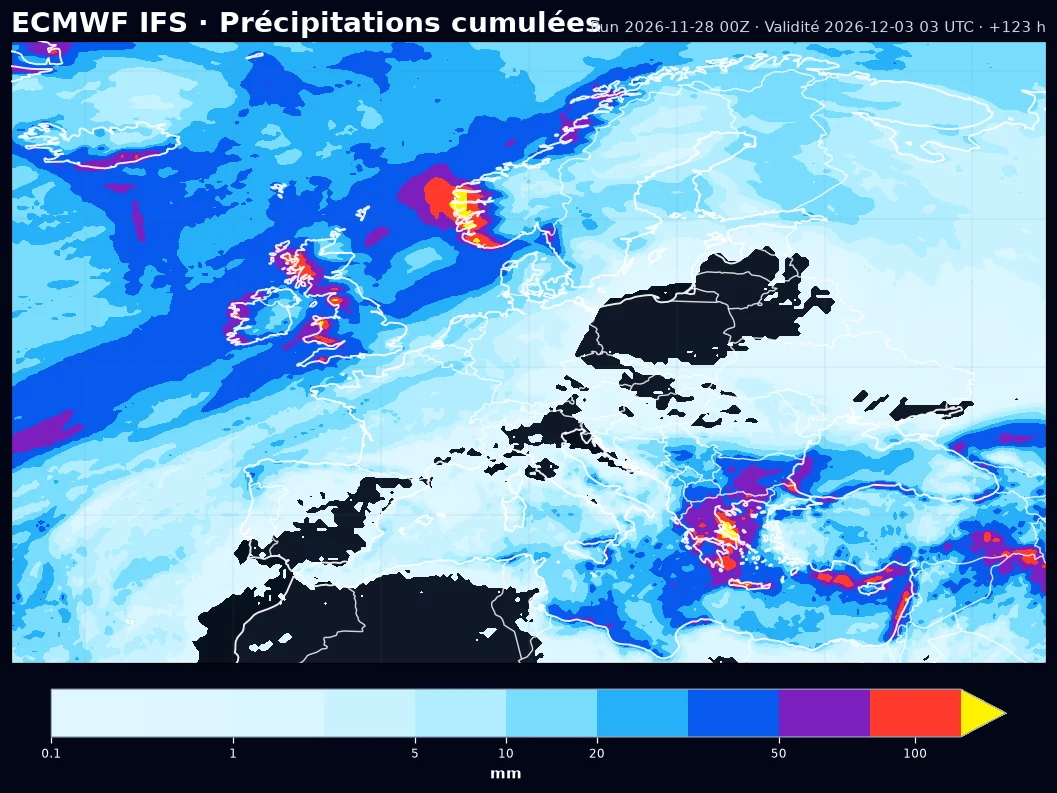 ECMWF IFS · Précipitations cumulées
Run 2026-11-28 00Z · Validité 2026-12-03 03 UTC · +123 h
0.1 1 5 10 20 50 100
mm